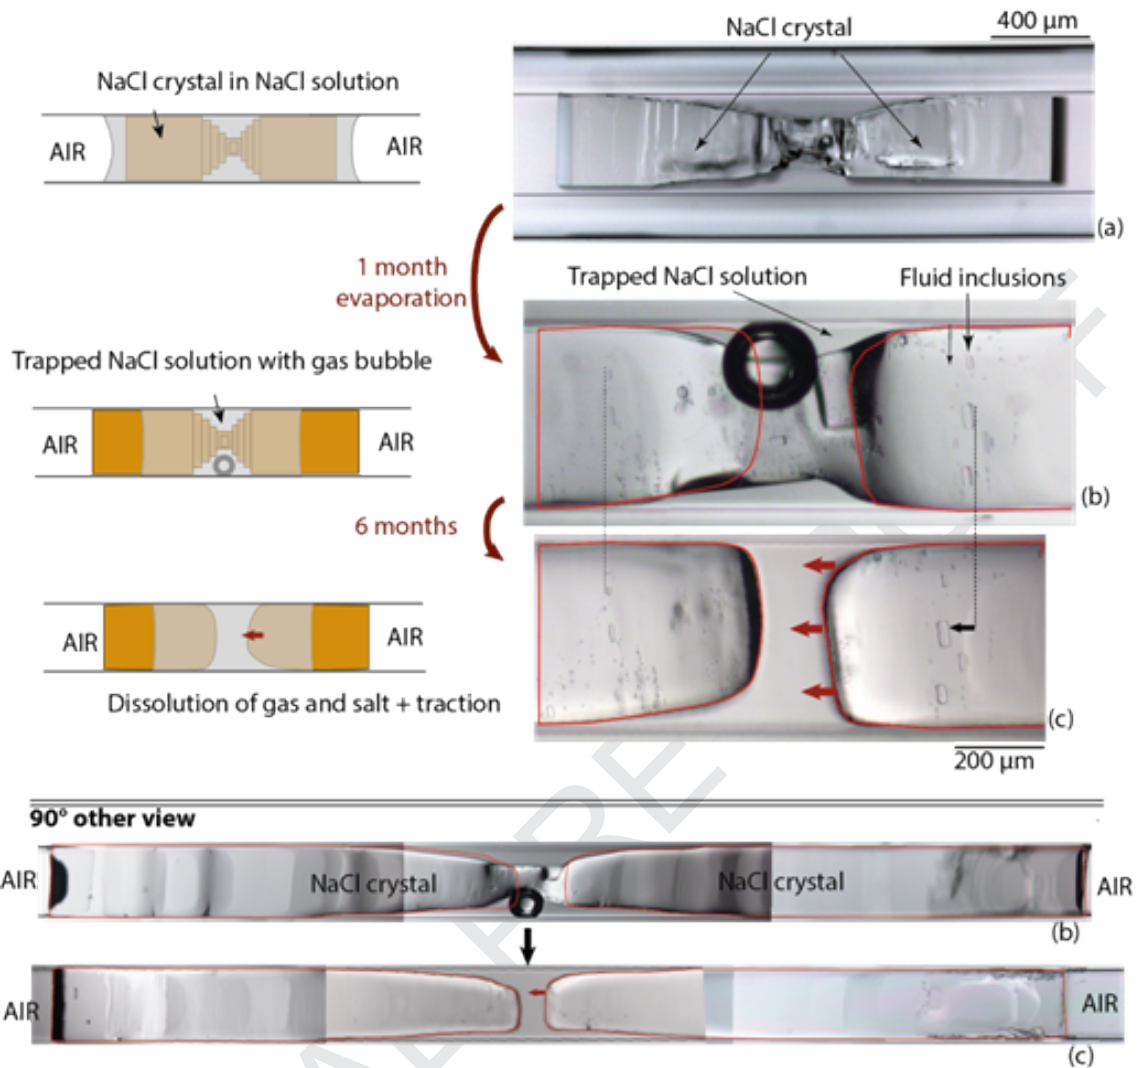 NaCl crystal
400 μm
NaCl crystal in NaCl solution
AIR
AIR
(a)
1 month
evaporation
Trapped NaCl solution
Fluid inclusions
Trapped NaCl solution with gas bubble
AIR
AIR
(b)
6 months
AIR
AIR
(c)
Dissolution of gas and salt + traction
200 μm
90° other view
AIR
NaCl crystal
NaCl crystal
AIR
(b)
AIR
AIR
(c)